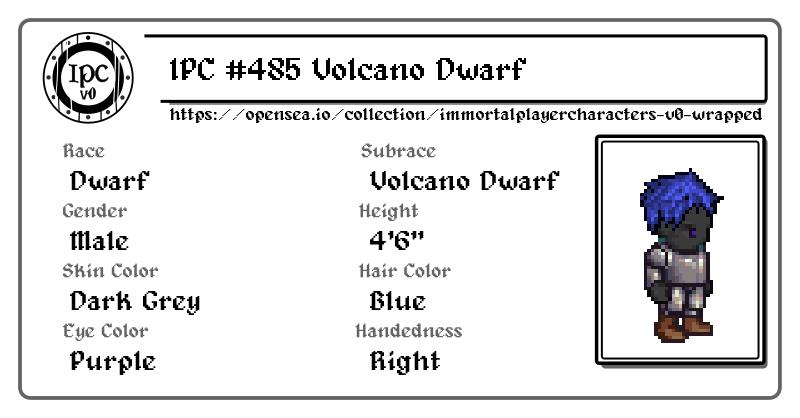 IPC v0
IPC #485 Volcano Dwarf
https://opensea.io/collection/immortalplayercharacters-v0-wrapped
Race
Subrace
Dwarf
Volcano Dwarf
Gender
Height
Male
4'6"
Skin Color
Hair Color
Dark Grey
Blue
Eye Color
Handedness
Purple
Right